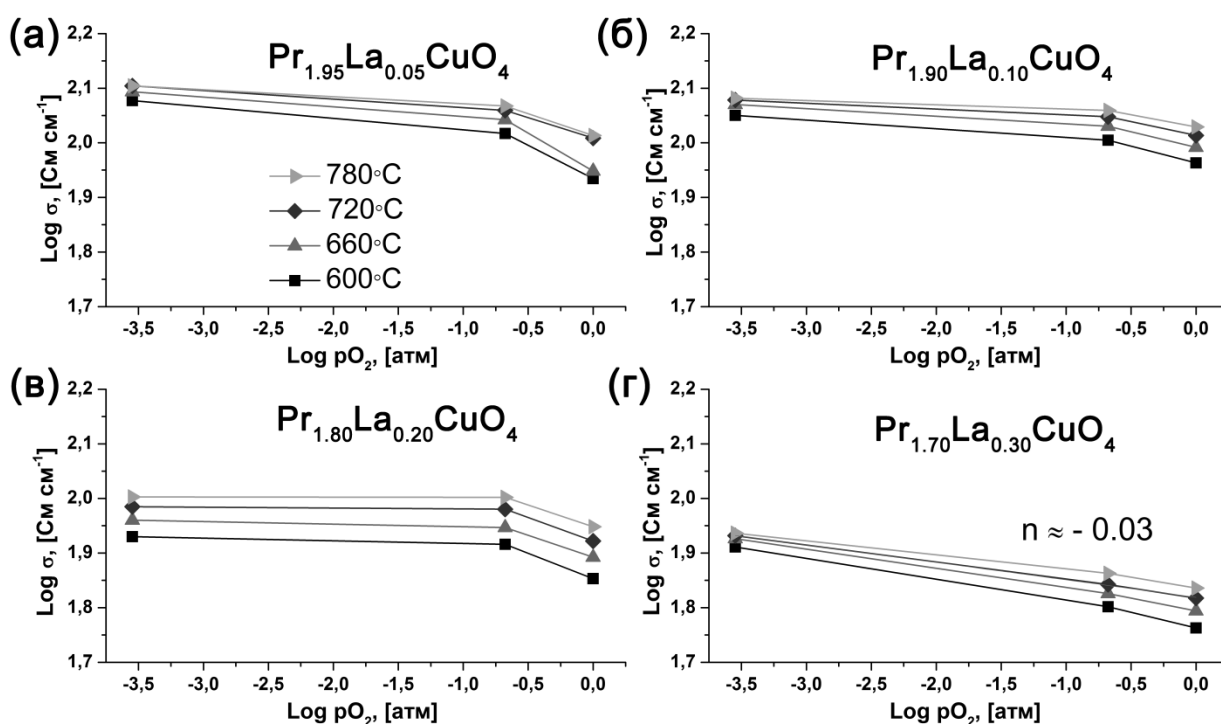 (а)
Pr1.95La0.05CuO4
Log σ, [См см-1]
2,2
2,1
2,0
1,9
1,8
1,7
780°C
720°C
660°C
600°C
-3,5 -3,0 -2,5 -2,0 -1,5 -1,0 -0,5 0,0
Log pO2, [атм]
(б)
Pr1.90La0.10CuO4
Log σ, [См см-1]
2,2
2,1
2,0
1,9
1,8
1,7
-3,5 -3,0 -2,5 -2,0 -1,5 -1,0 -0,5 0,0
Log pO2, [атм]
(в)
Pr1.80La0.20CuO4
Log σ, [См см-1]
2,2
2,1
2,0
1,9
1,8
1,7
-3,5 -3,0 -2,5 -2,0 -1,5 -1,0 -0,5 0,0
Log pO2, [атм]
(г)
Pr1.70La0.30CuO4
n ≈ - 0.03
Log σ, [См см-1]
2,2
2,1
2,0
1,9
1,8
1,7
-3,5 -3,0 -2,5 -2,0 -1,5 -1,0 -0,5 0,0
Log pO2, [атм]